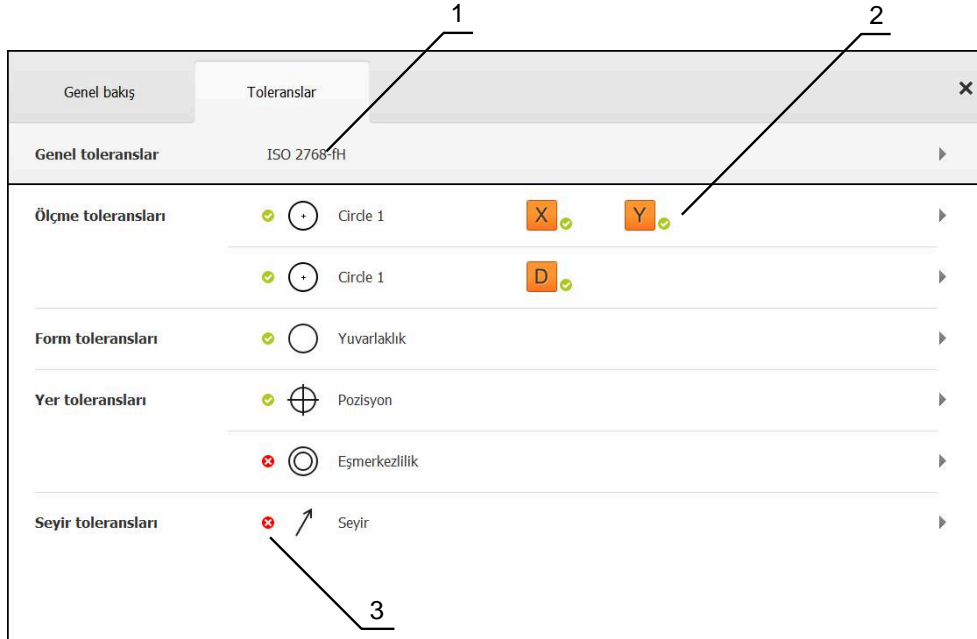 1 2
Genel bakış Toleranslar
Genel toleranslar ISO 2768-fH
Ölçme toleransları Circle 1 X Y
Circle 1 D
Form toleransları Yuvarlaklık
Yer toleransları Pozisyon
Eşmerkezlilik
Seyir toleransları Seyir
3